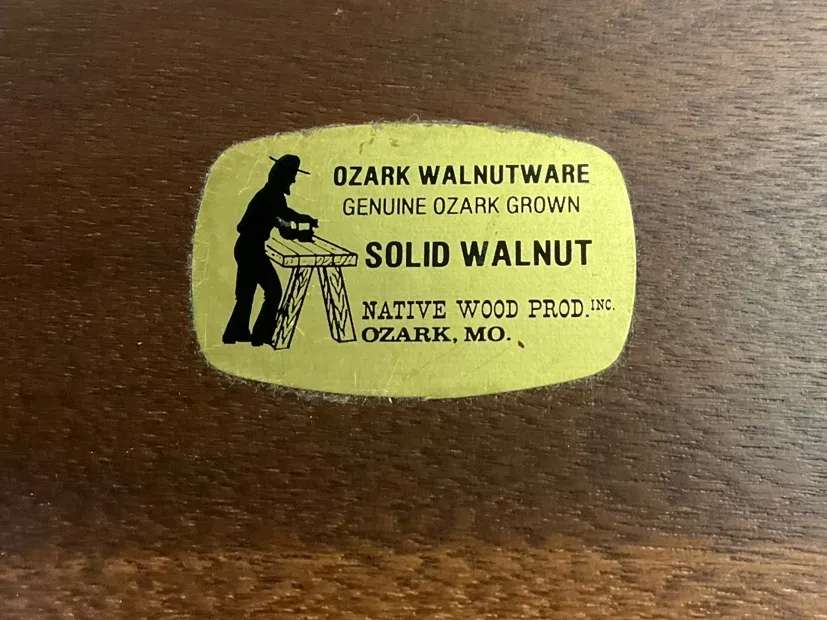 OZARK WALNUTWARE
GENUINE OZARK GROWN
SOLID WALNUT
NATIVE WOOD PROD. INC.
OZARK, MO.